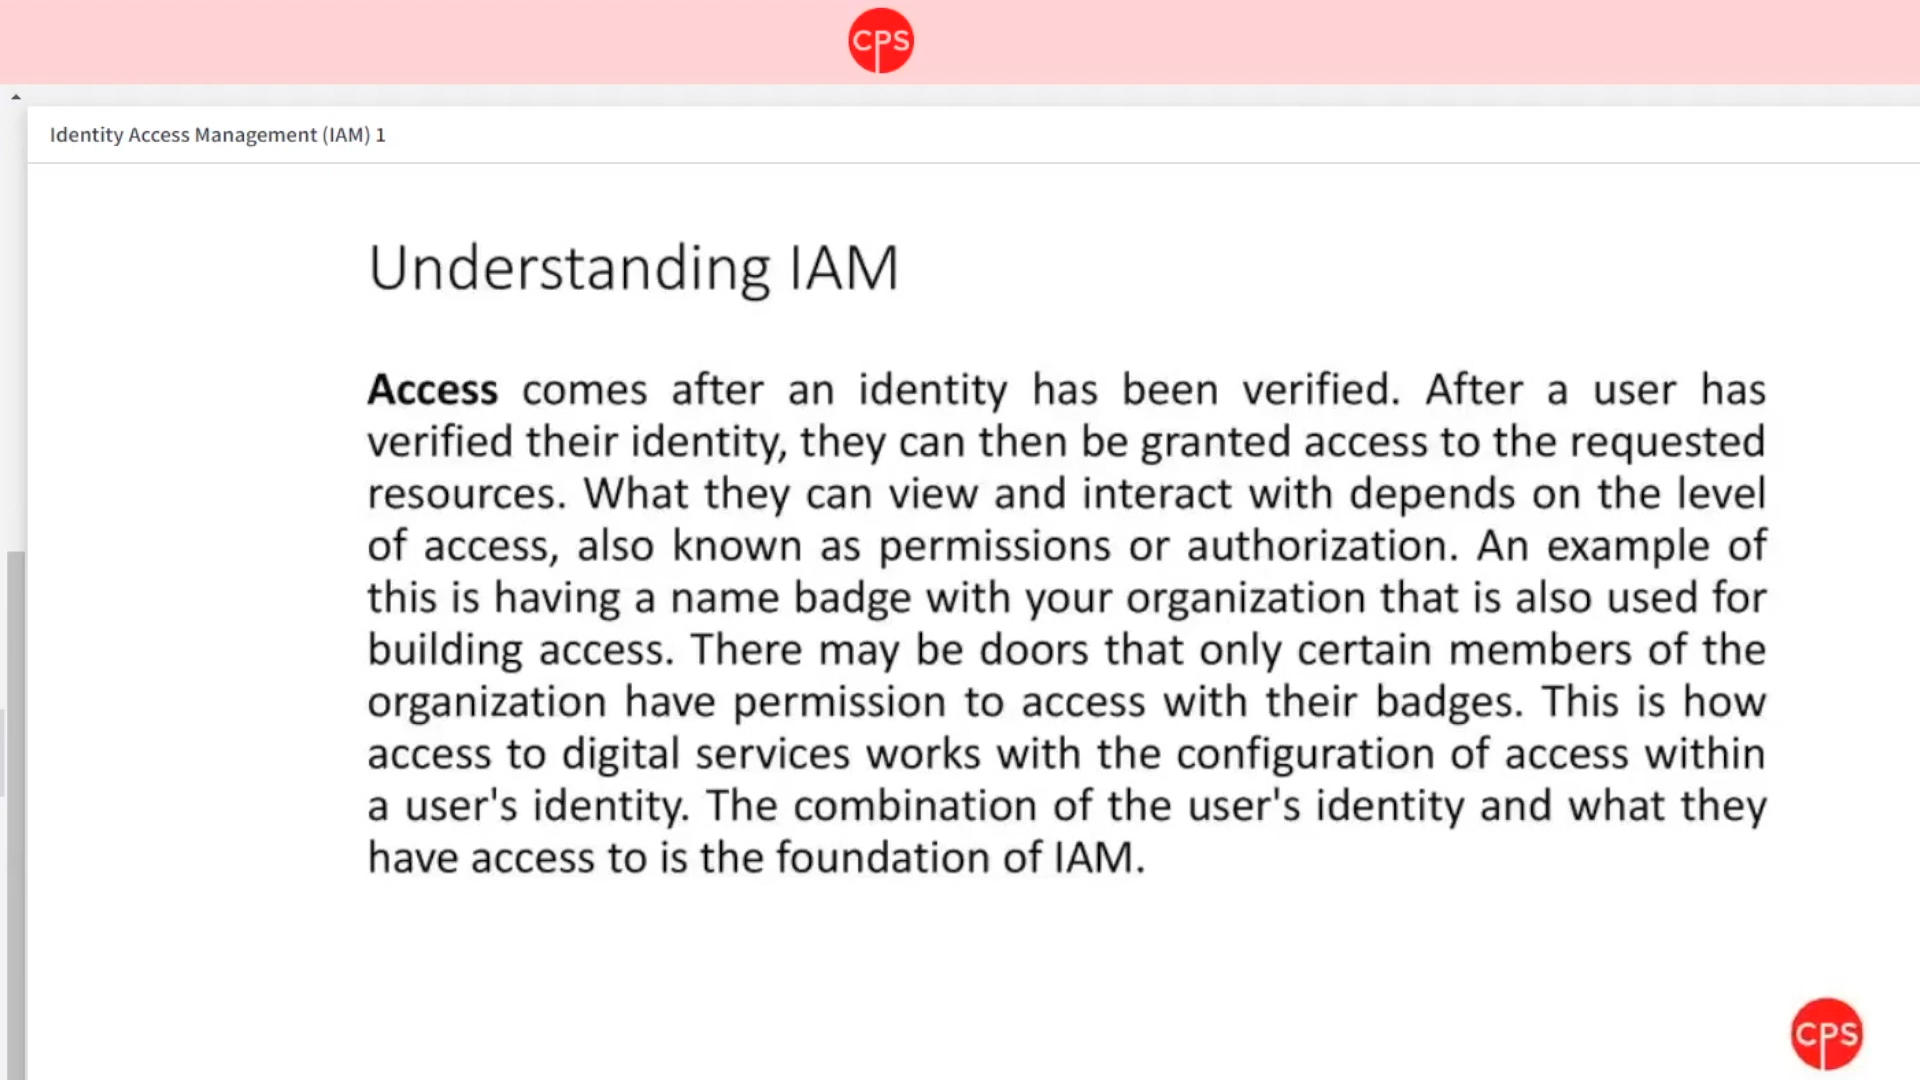 CPS
Identity Access Management (IAM) 1
Understanding IAM
Access comes after an identity has been verified. After a user has
verified their identity, they can then be granted access to the requested
resources. What they can view and interact with depends on the level
of access, also known as permissions or authorization. An example of
this is having a name badge with your organization that is also used for
building access. There may be doors that only certain members of the
organization have permission to access with their badges. This is how
access to digital services works with the configuration of access within
a user's identity. The combination of the user's identity and what they
have access to is the foundation of IAM.
CPS